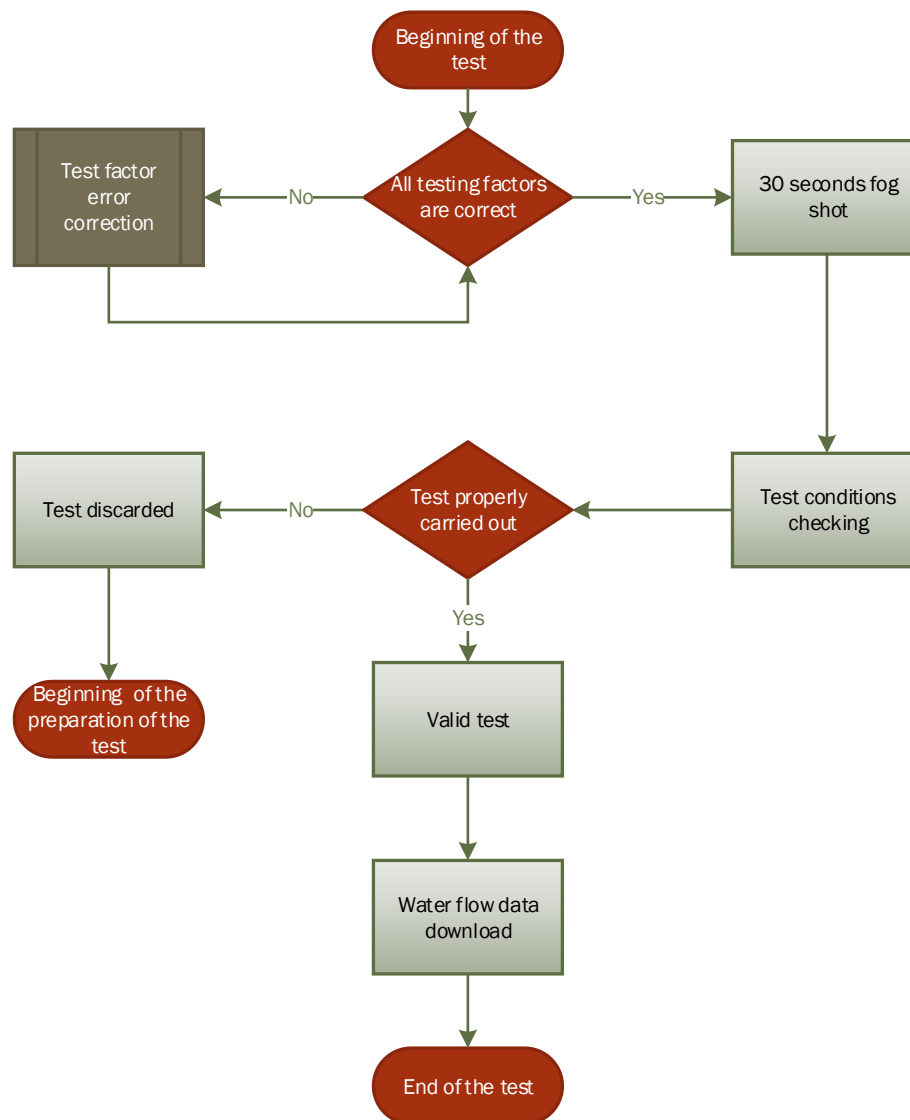 Beginning of the
test
Test factor
error
correction
No
All testing factors
are correct
Yes
30 seconds fog
shot
Test discarded
No
Test properly
carried out
Test conditions
checking
Yes
Beginning of the
preparation of the
test
Valid test
Water flow data
download
End of the test